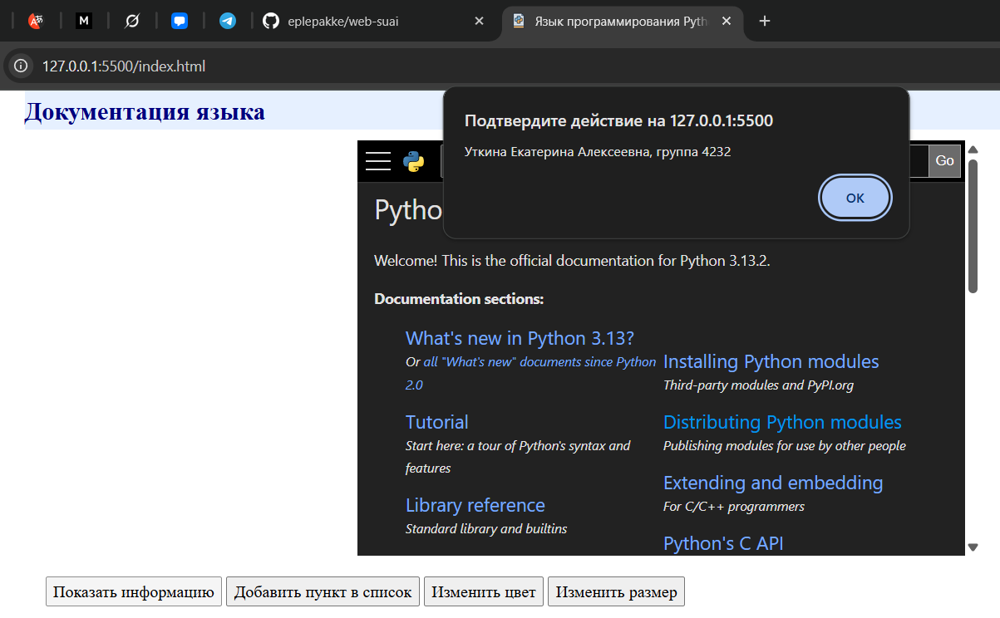 M
eplepakke/web-suai
Язык программирования Pyth
127.0.0.1:5500/index.html
Документация языка
Подтвердите действие на 127.0.0.1:5500
Уткина Екатерина Алексеевна, группа 4232
ОК
Go
Pytho
Welcome! This is the official documentation for Python 3.13.2.
Documentation sections:
What's new in Python 3.13?
Or all "What's new" documents since Python
2.0
Tutorial
Start here: a tour of Python's syntax and
features
Library reference
Standard library and builtins
Installing Python modules
Third-party modules and PyPI.org
Distributing Python modules
Publishing modules for use by other people
Extending and embedding
For C/C++ programmers
Python's C API
Показать информацию
Добавить пункт в список
Изменить цвет
Изменить размер